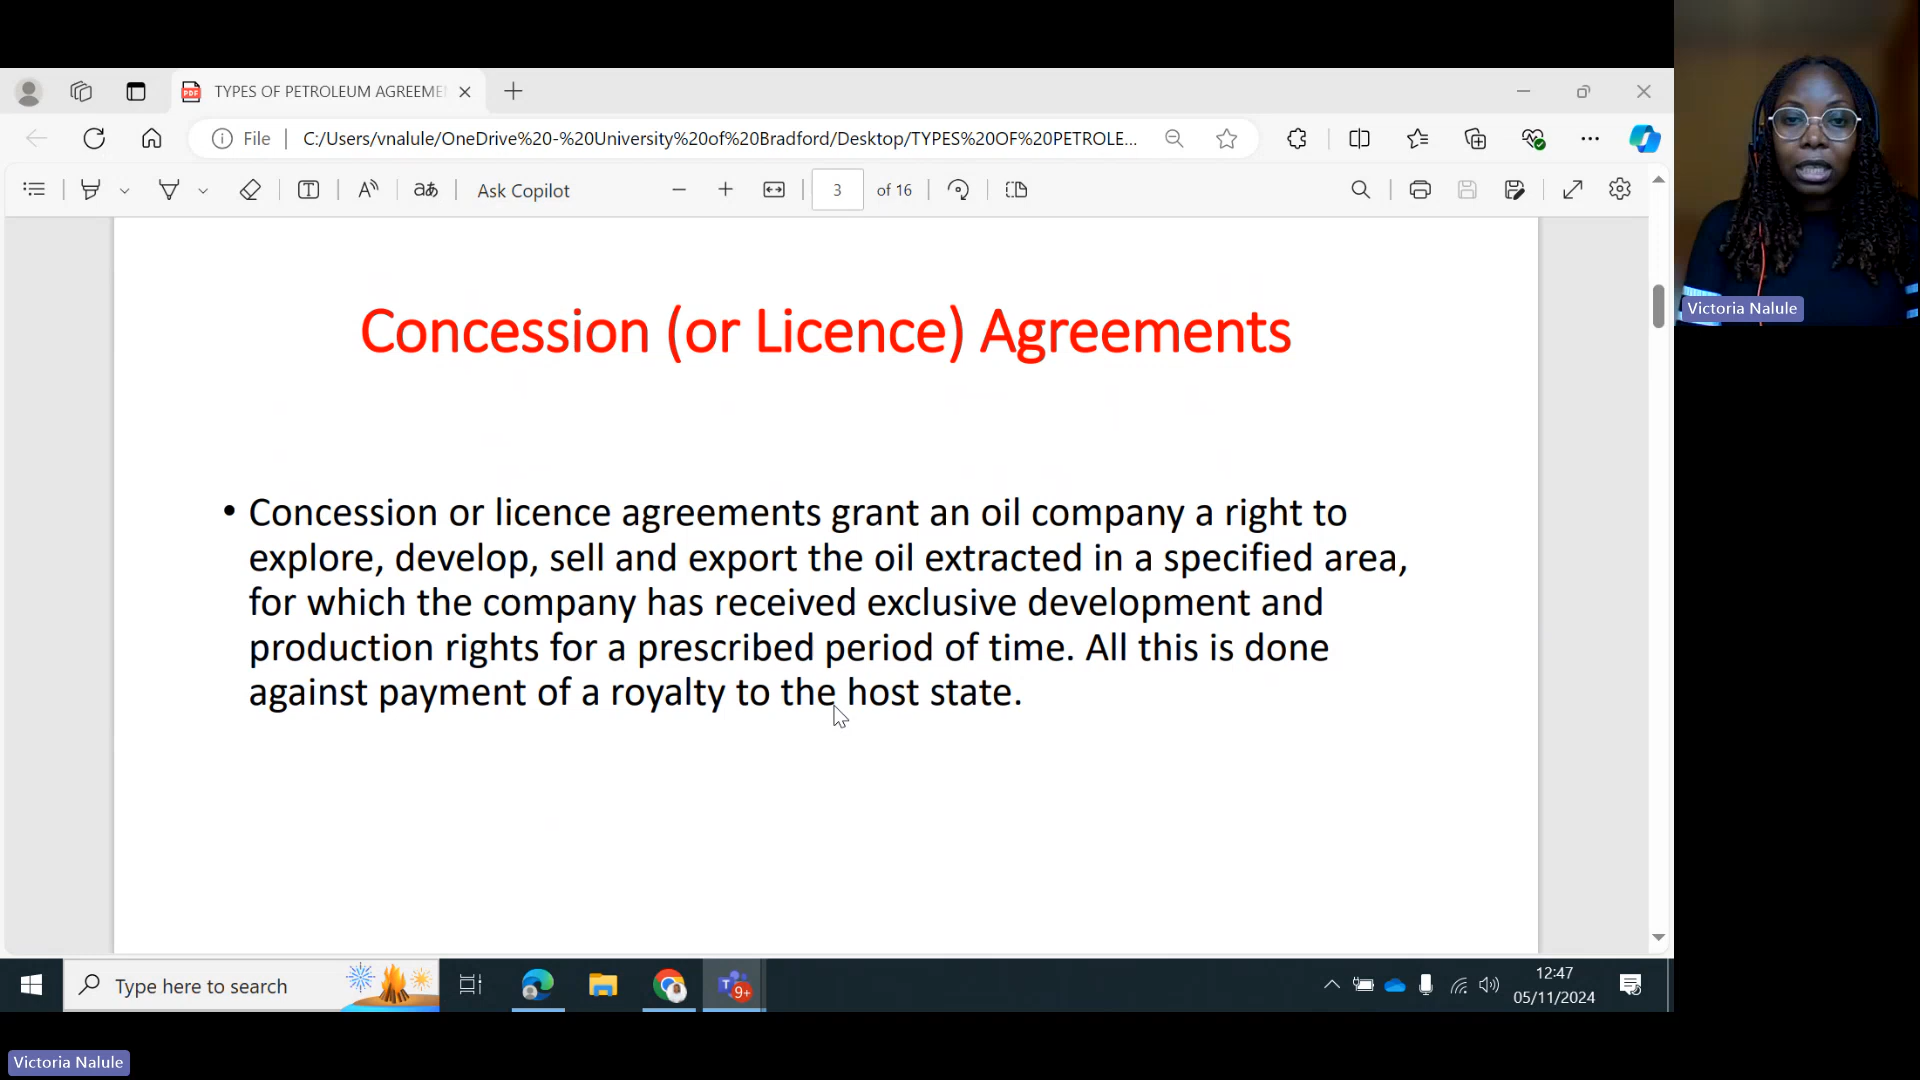 TYPES OF PETROLEUM AGREEME
File
C:/Users/vnalule/OneDrive%20-%20University%20of%20Bradford/Desktop/TYPES%20OF%20PETROLE...
Ask Copilot
3 of 16
Concession (or Licence) Agreements
• Concession or licence agreements grant an oil company a right to
explore, develop, sell and export the oil extracted in a specified area,
for which the company has received exclusive development and
production rights for a prescribed period of time. All this is done
against payment of a royalty to the host state.
Victoria Nalule
Type here to search
9+
12:47
05/11/2024
Victoria Nalule